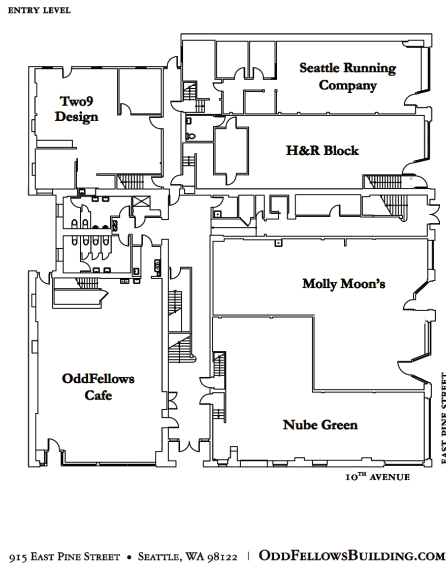 ENTRY LEVEL
Seattle Running
Company
Two9
Design
H&R Block
Molly Moon's
OddFellows
Cafe
Nube Green
EAST PINE STREET
10TH AVENUE
915 EAST PINE STREET • SEATTLE, WA 98122 | ODDFELLOWSBUILDING.COM